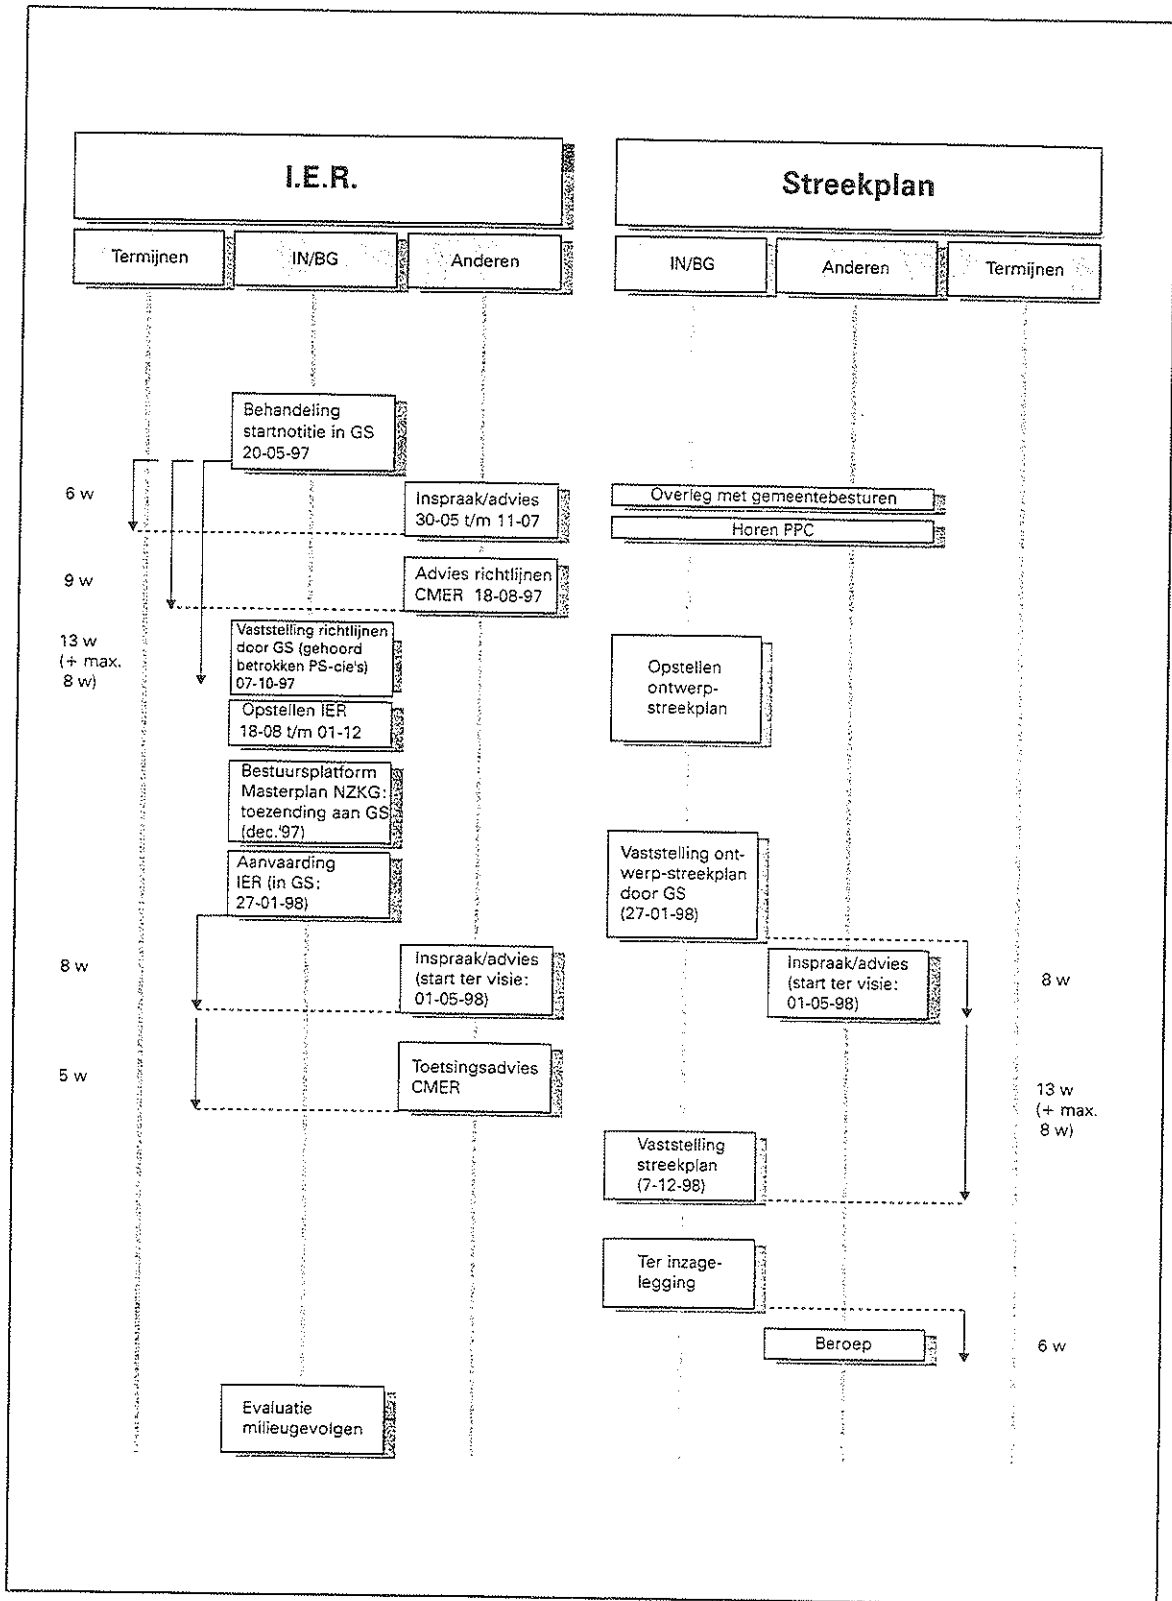 I.E.R.
Streekplan
Termijnen
IN/BG
Anderen
IN/BG
Anderen
Termijnen
Behandeling
startnotitie in GS
20-05-97
6 w
Inspraak/advies
30-05 t/m 11-07
Overleg met gemeentebesturen
Horen PPC
9 w
Advies richtlijnen
CMER 18-08-97
13 w
(+ max.
8 w)
Vaststelling richtlijnen
door GS (gehoord
betrokken PS-cie's)
07-10-97
Opstellen
ontwerp-
streekplan
Opstellen IER
18-08 t/m 01-12
Bestuursplatform
Masterplan NZKG:
toezending aan GS
(dec.'97)
Aanvaarding
IER (in GS:
27-01-98)
Vaststelling ont-
werp-streekplan
door GS
(27-01-98)
8 w
Inspraak/advies
(start ter visie:
01-05-98)
Inspraak/advies
(start ter visie:
01-05-98)
8 w
5 w
Toetsingsadvies
CMER
13 w
(+ max.
8 w)
Vaststelling
streekplan
(7-12-98)
Ter inzage-
legging
Beroep
6 w
Evaluatie
milieugevolgen